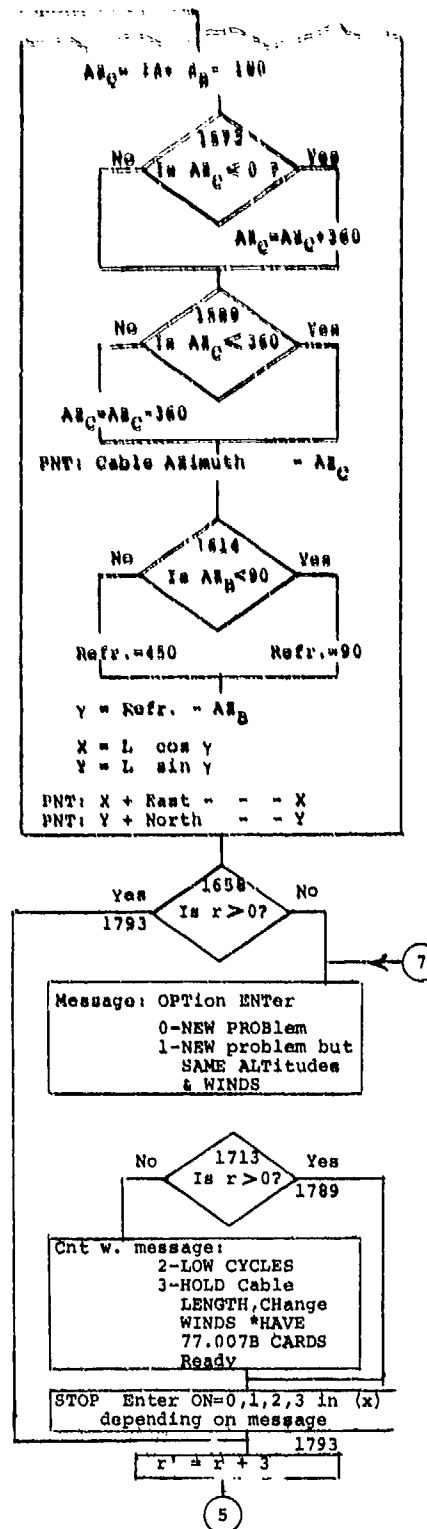 No Yes
Is AZC ≤ 0 ?
AZC=AZC+360
1589
No Yes
Is AZC ≤ 360
AZC=AZC-360
PNT: Cable AZimuth - AZC
1614
No Yes
Is AZB<90
Refr.=450 Refr.=90
γ = Refr. - AZB
X = L cos γ
Y = L sin γ
PNT: X + East - - - X
PNT: Y + North - - Y
1658
Yes No
1793 Is r>0?
7
Message: OPTion ENTer
0-NEW PROBlem
1-NEW problem but
SAME ALTitudes
& WINDS
No 1713 Yes
Is r>0? 1789
Cnt w. message:
2-LOW CYCLES
3-HOLD Cable
LENGTH,CHange
WINDS *HAVE
77.007B CARDS
Ready
STOP Enter ON=0,1,2,3 in (x)
depending on message
1793
r' = r + 3
5